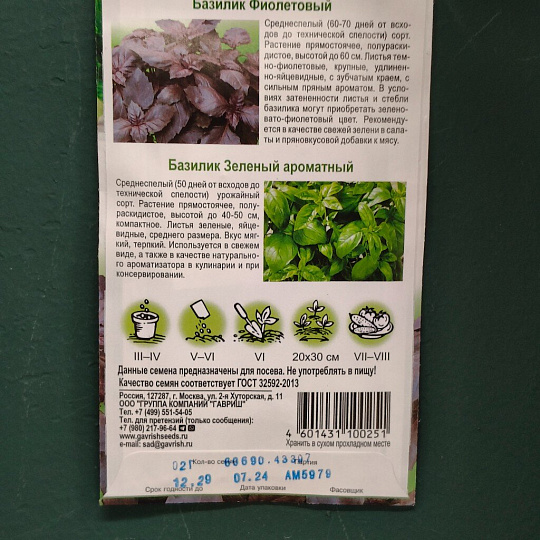 Базилик Фиолетовый
Среднеспелый (60-70 дней от всхо-
дов до технической спелости) сорт.
Растение прямостоячее, полураски-
дистое, высотой до 60 см. Листья тем-
но-фиолетовые, крупные, удлинен-
но-яйцевидные, с зубчатым краем, с
сильным пряным ароматом. В усло-
виях затененности листья и стебли
базилика могут приобретать зелено-
вато-фиолетовый цвет. Рекоменду-
ется в качестве свежей зелени в сала-
ты и пряновкусовой добавки к мясу.
Базилик Зеленый ароматный
Среднеспелый (50 дней от всходов до
технической спелости) урожайный
сорт. Растение прямостоячее, полу-
раскидистое, высотой до 40-50 см,
компактное. Листья зеленые, яйце-
видные, среднего размера. Вкус мяг-
кий, терпкий. Используется в свежем
виде, а также в качестве натурально-
го ароматизатора в кулинарии и при
консервировании.
III–IV V–VI VI 20x30 см VII–VIII
Данные семена предназначены для посева. Не употреблять в пищу!
Качество семян соответствует ГОСТ 32592-2013
Россия, 127287, г. Москва, ул. 2-я Хуторская, д. 11
ООО "ГРУППА КОМПАНИЙ "ГАВРИШ"
Тел. +7 (499) 551-54-05
Тел. для претензий (только сообщения):
+7 (980) 217-96-64
www.gavrishseeds.ru
e-mail: sad@gavrish.ru
4 601431 100251
Хранить в сухом прохладном месте
Кол-во се партия
021 60690.43307
12.29 07.24 АМ5979
Срок годности до Дата упаковки Фасовщик